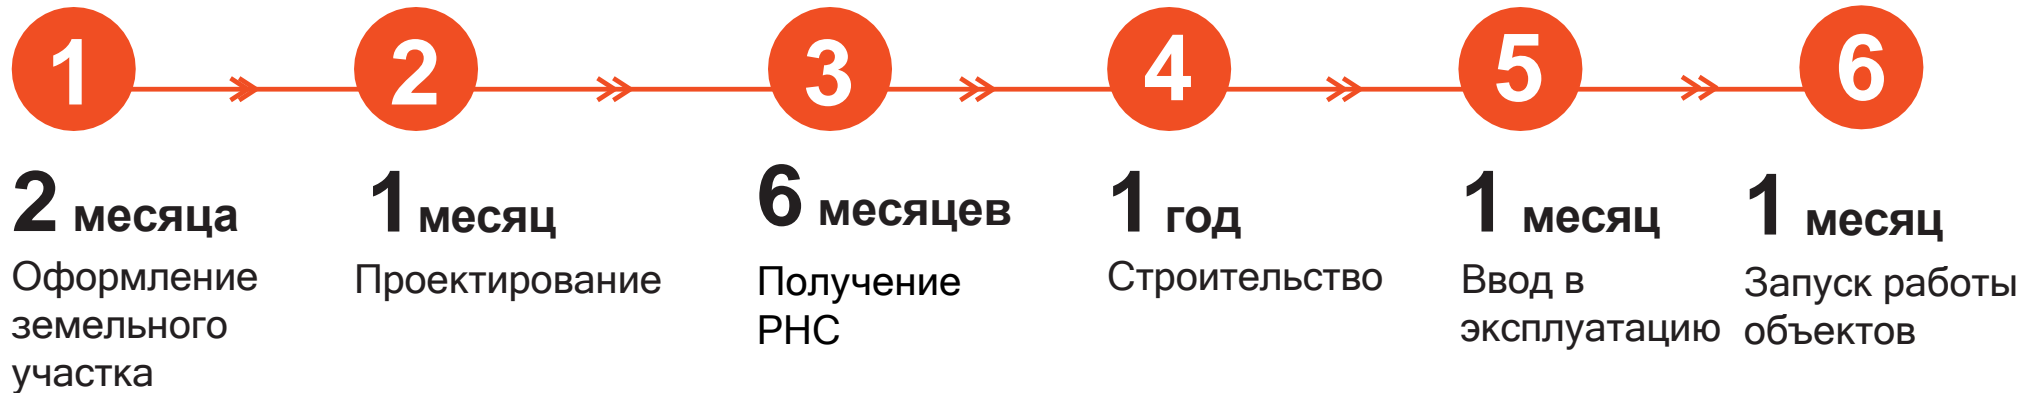 1
2
3
4
5
6
2 месяца
Оформление
земельного
участка
1 месяц
Проектирование
6 месяцев
Получение
РНС
1 год
Строительство
1 месяц
Ввод в
эксплуатацию
1 месяц
Запуск работы
объектов